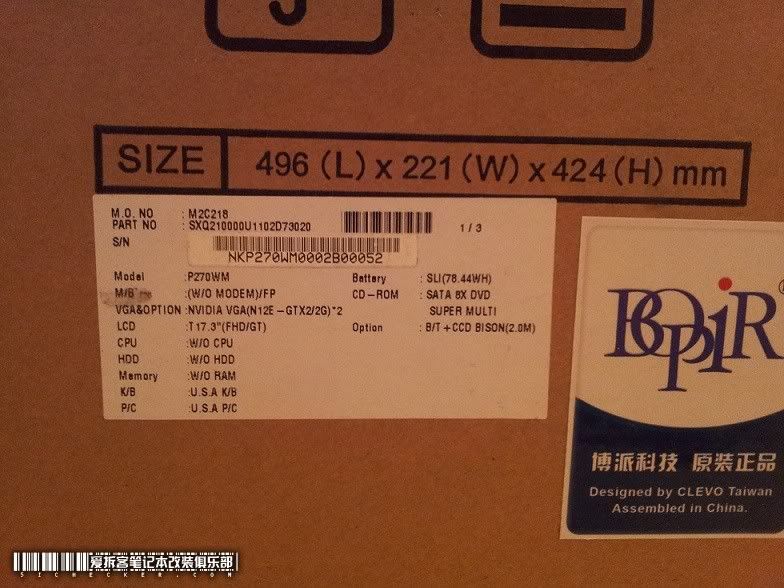 SIZE 496 (L) x 221 (W) x 424 (H) mm
M.O. NO : M2C218
PART NO : SXQ210000U1102D73020 1/3
S/N
NKP270WM0002B00052
Model :P270WM Battery : SLI(78.44WH)
M/B :(W/O MODEM)/FP CD-ROM : SATA 8X DVD
VGA&OPTION :NVIDIA VGA(N12E-GTX2/2G)*2 SUPER MULTI
LCD :T17.3"(FHD/GT) Option : B/T+CCD BISON(2.0M)
CPU :W/O CPU
HDD :W/O HDD
Memory :W/O RAM
K/B :U.S.A K/B
P/C :U.S.A P/C
BOPiR
博派科技 原装正品
Designed by CLEVO Taiwan
Assembled in China.
爱拆客笔记本改装俱乐部
SICHECKER.COM